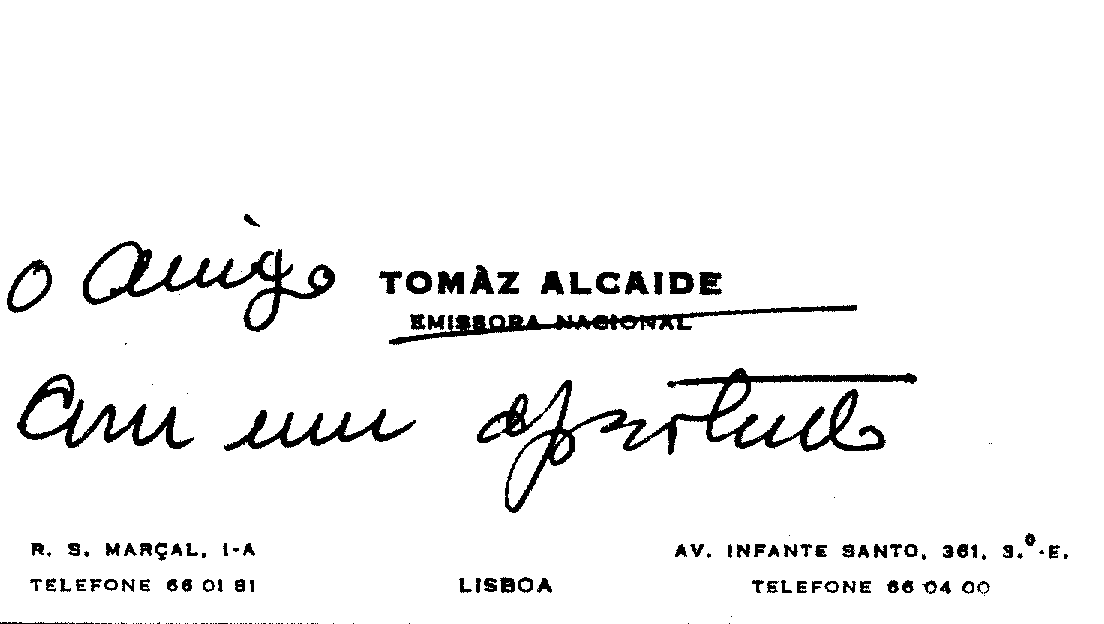 O amigo TOMÀZ ALCAIDE
EMISSORA NACIONAL
Com um apertado
R. S. MARÇAL, 1-A
AV. INFANTE SANTO, 361, 3.º-E.
TELEFONE 66 01 81
LISBOA
TELEFONE 66 04 00